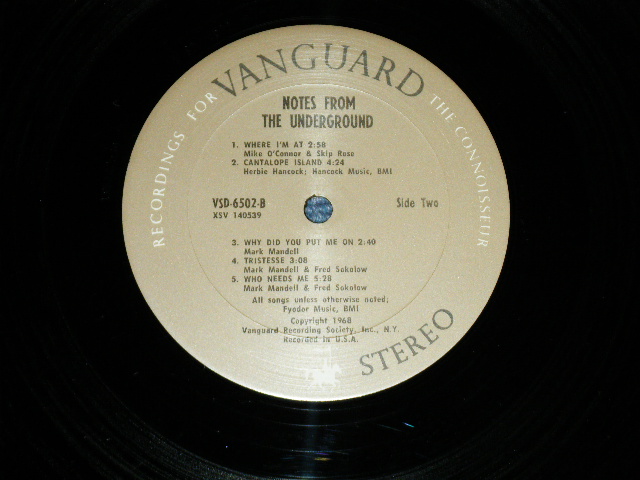 RECORDINGS FOR VANGUARD THE CONNOISSEUR
NOTES FROM
THE UNDERGROUND
1. WHERE I'M AT 2:58
Mike O'Connor & Skip Rose
2. CANTALOPE ISLAND 4:24
Herbie Hancock; Hancock Music, BMI
VSD-6502-B
Side Two
XSV 140539
3. WHY DID YOU PUT ME ON 2:40
Mark Mandell
4. TRISTESSE 3:08
Mark Mandell & Fred Sokolow
5. WHO NEEDS ME 5:28
Mark Mandell & Fred Sokolow
All songs unless otherwise noted;
Fyodor Music, BMI
Copyright 1968
Vanguard Recording Society, Inc., N.Y.
Recorded in U.S.A.
STEREO